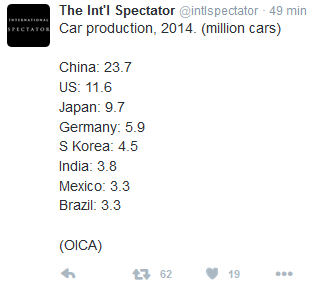 INTERNATIONAL
SPECTATOR
The Int'l Spectator @intlspectator · 49 min
Car production, 2014. (million cars)
China: 23.7
US: 11.6
Japan: 9.7
Germany: 5.9
S Korea: 4.5
India: 3.8
Mexico: 3.3
Brazil: 3.3
(OICA)
62 19